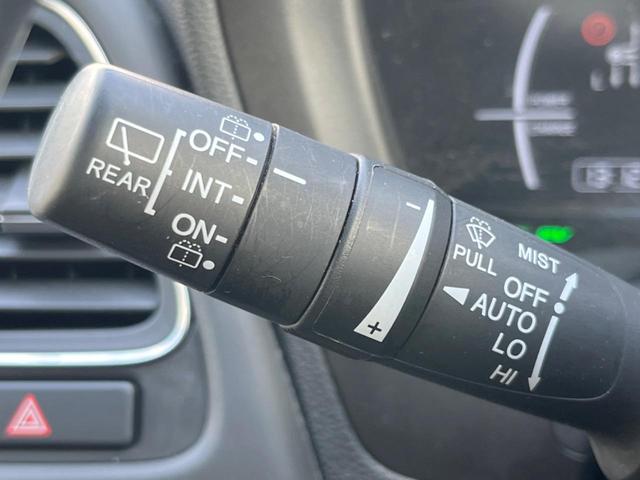 REAR
OFF
INT
ON
−
+
PULL
MIST
OFF
AUTO
LO
HI